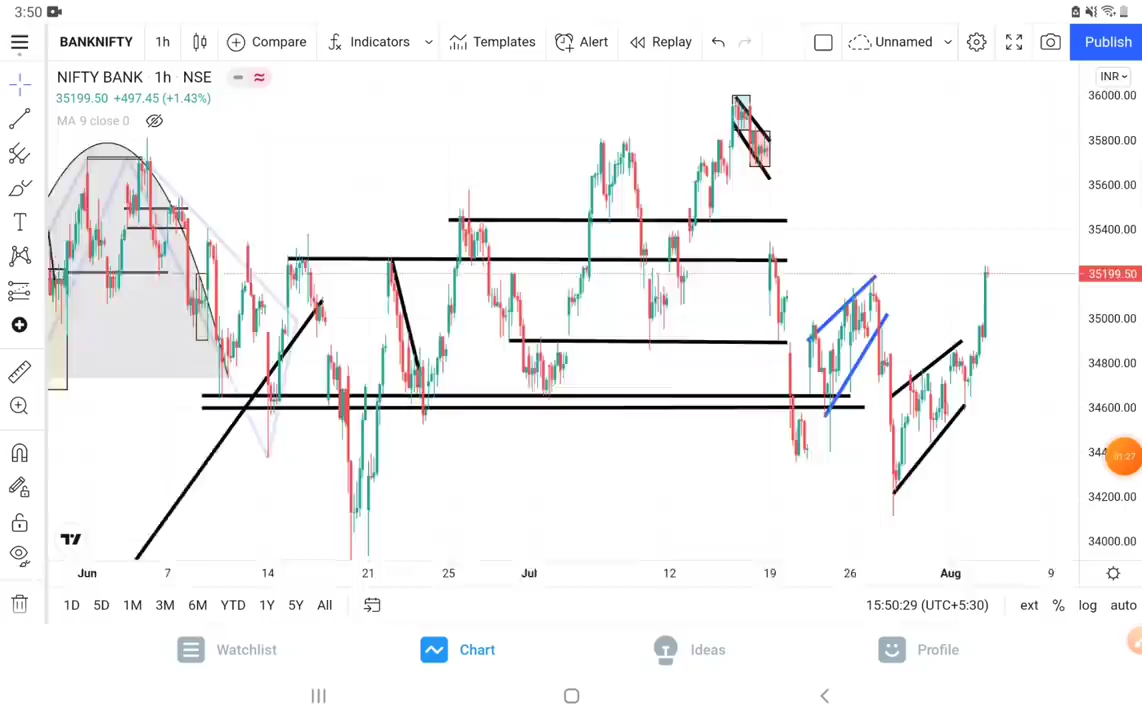 3:50
BANKNIFTY 1h Compare Indicators Templates Alert Replay Unnamed Publish
NIFTY BANK 1h NSE
INR
35199.50 +497.45 (+1.43%)
MA 9 close 0
36000.00
35800.00
35600.00
35400.00
35199.50
35000.00
34800.00
34600.00
01:27
34200.00
34000.00
Jun 7 14 21 25 Jul 12 19 26 Aug 9
1D 5D 1M 3M 6M YTD 1Y 5Y All 15:50:29 (UTC+5:30) ext % log auto
Watchlist Chart Ideas Profile